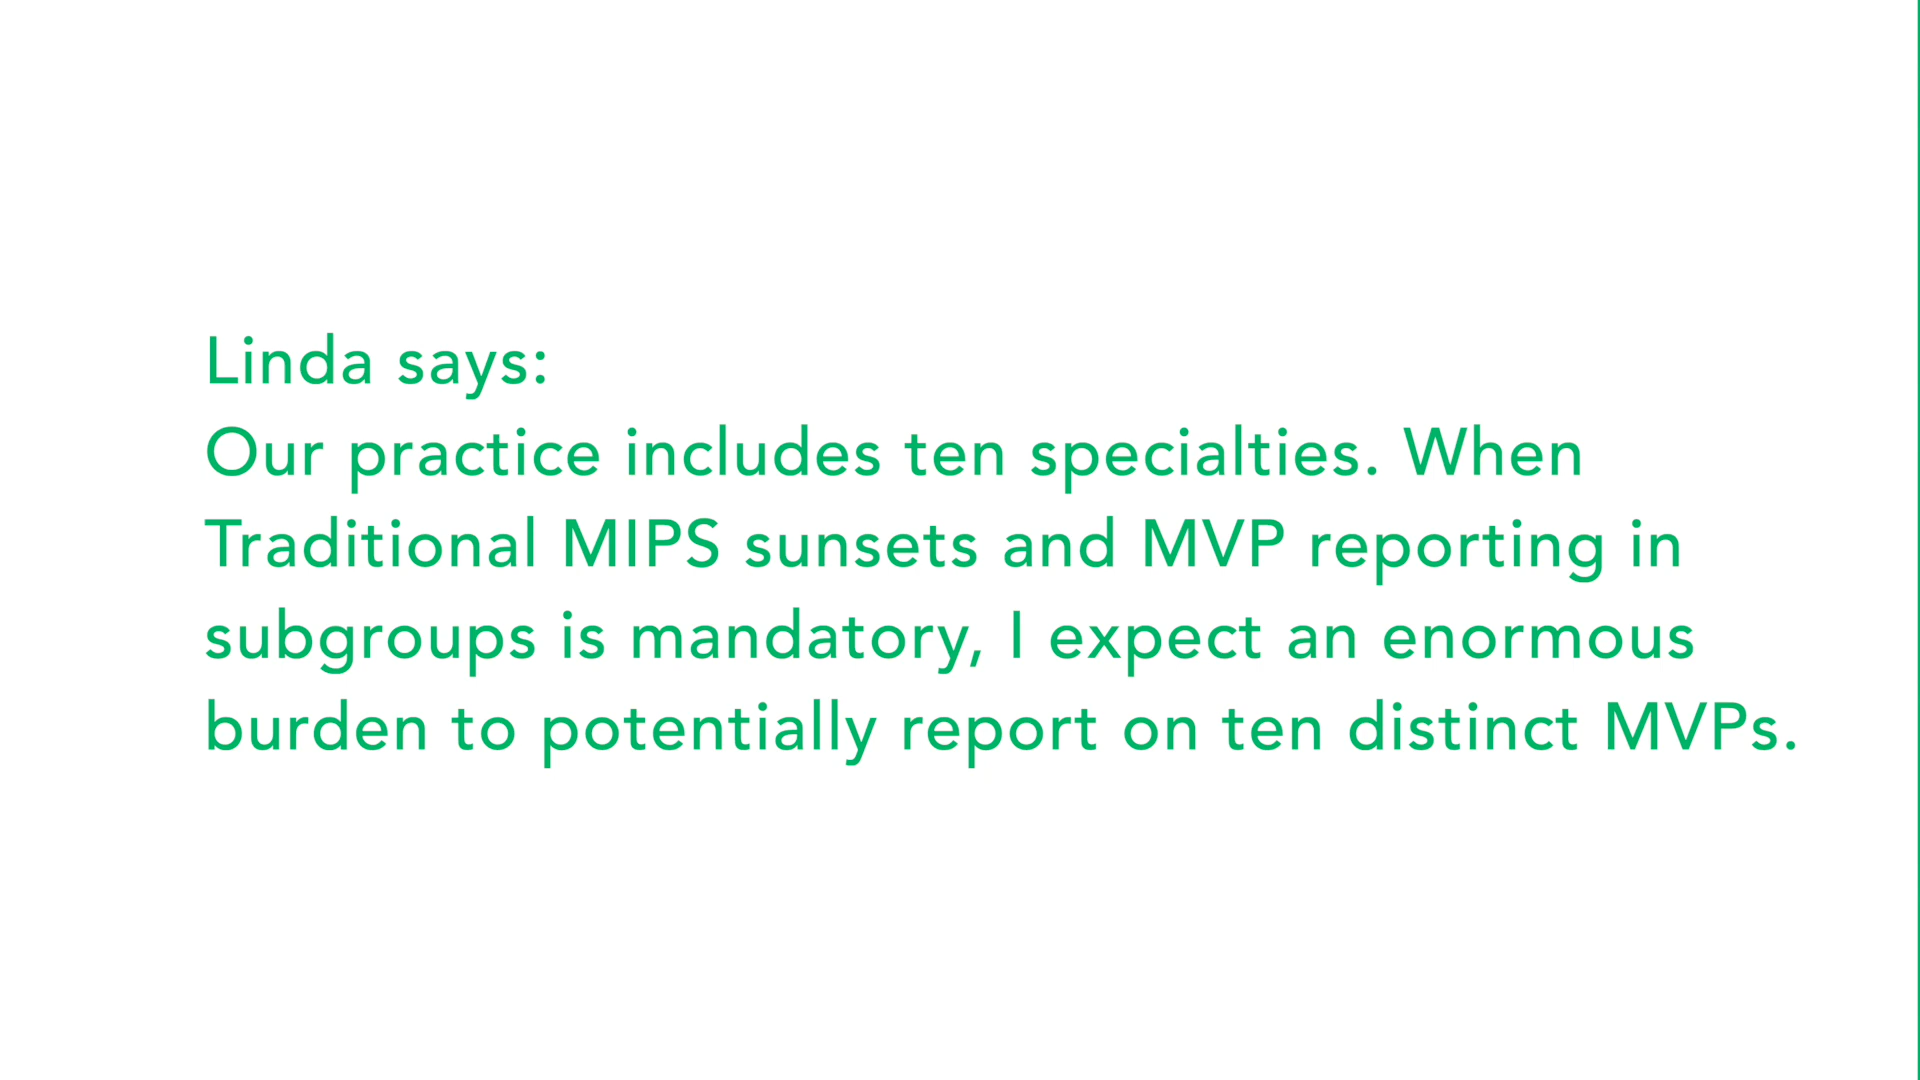 Linda says:
Our practice includes ten specialties. When
Traditional MIPS sunsets and MVP reporting in
subgroups is mandatory, I expect an enormous
burden to potentially report on ten distinct MVPs.